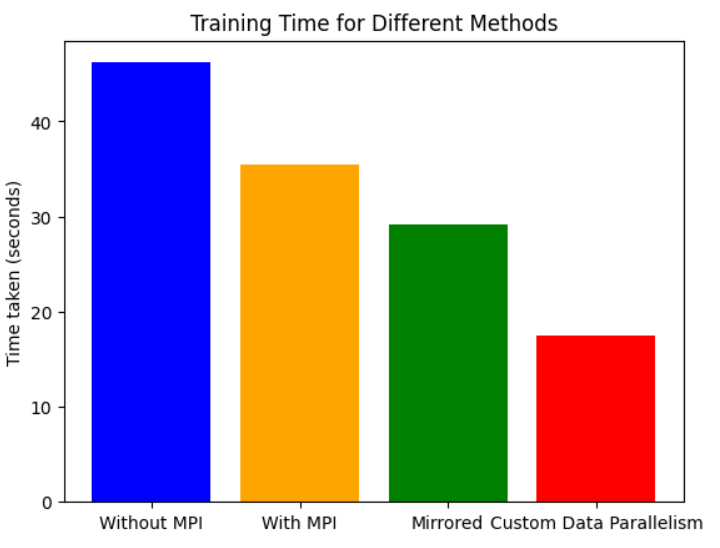 Training Time for Different Methods
Time taken (seconds)
40
30
20
10
0
Without MPI With MPI Mirrored Custom Data Parallelism